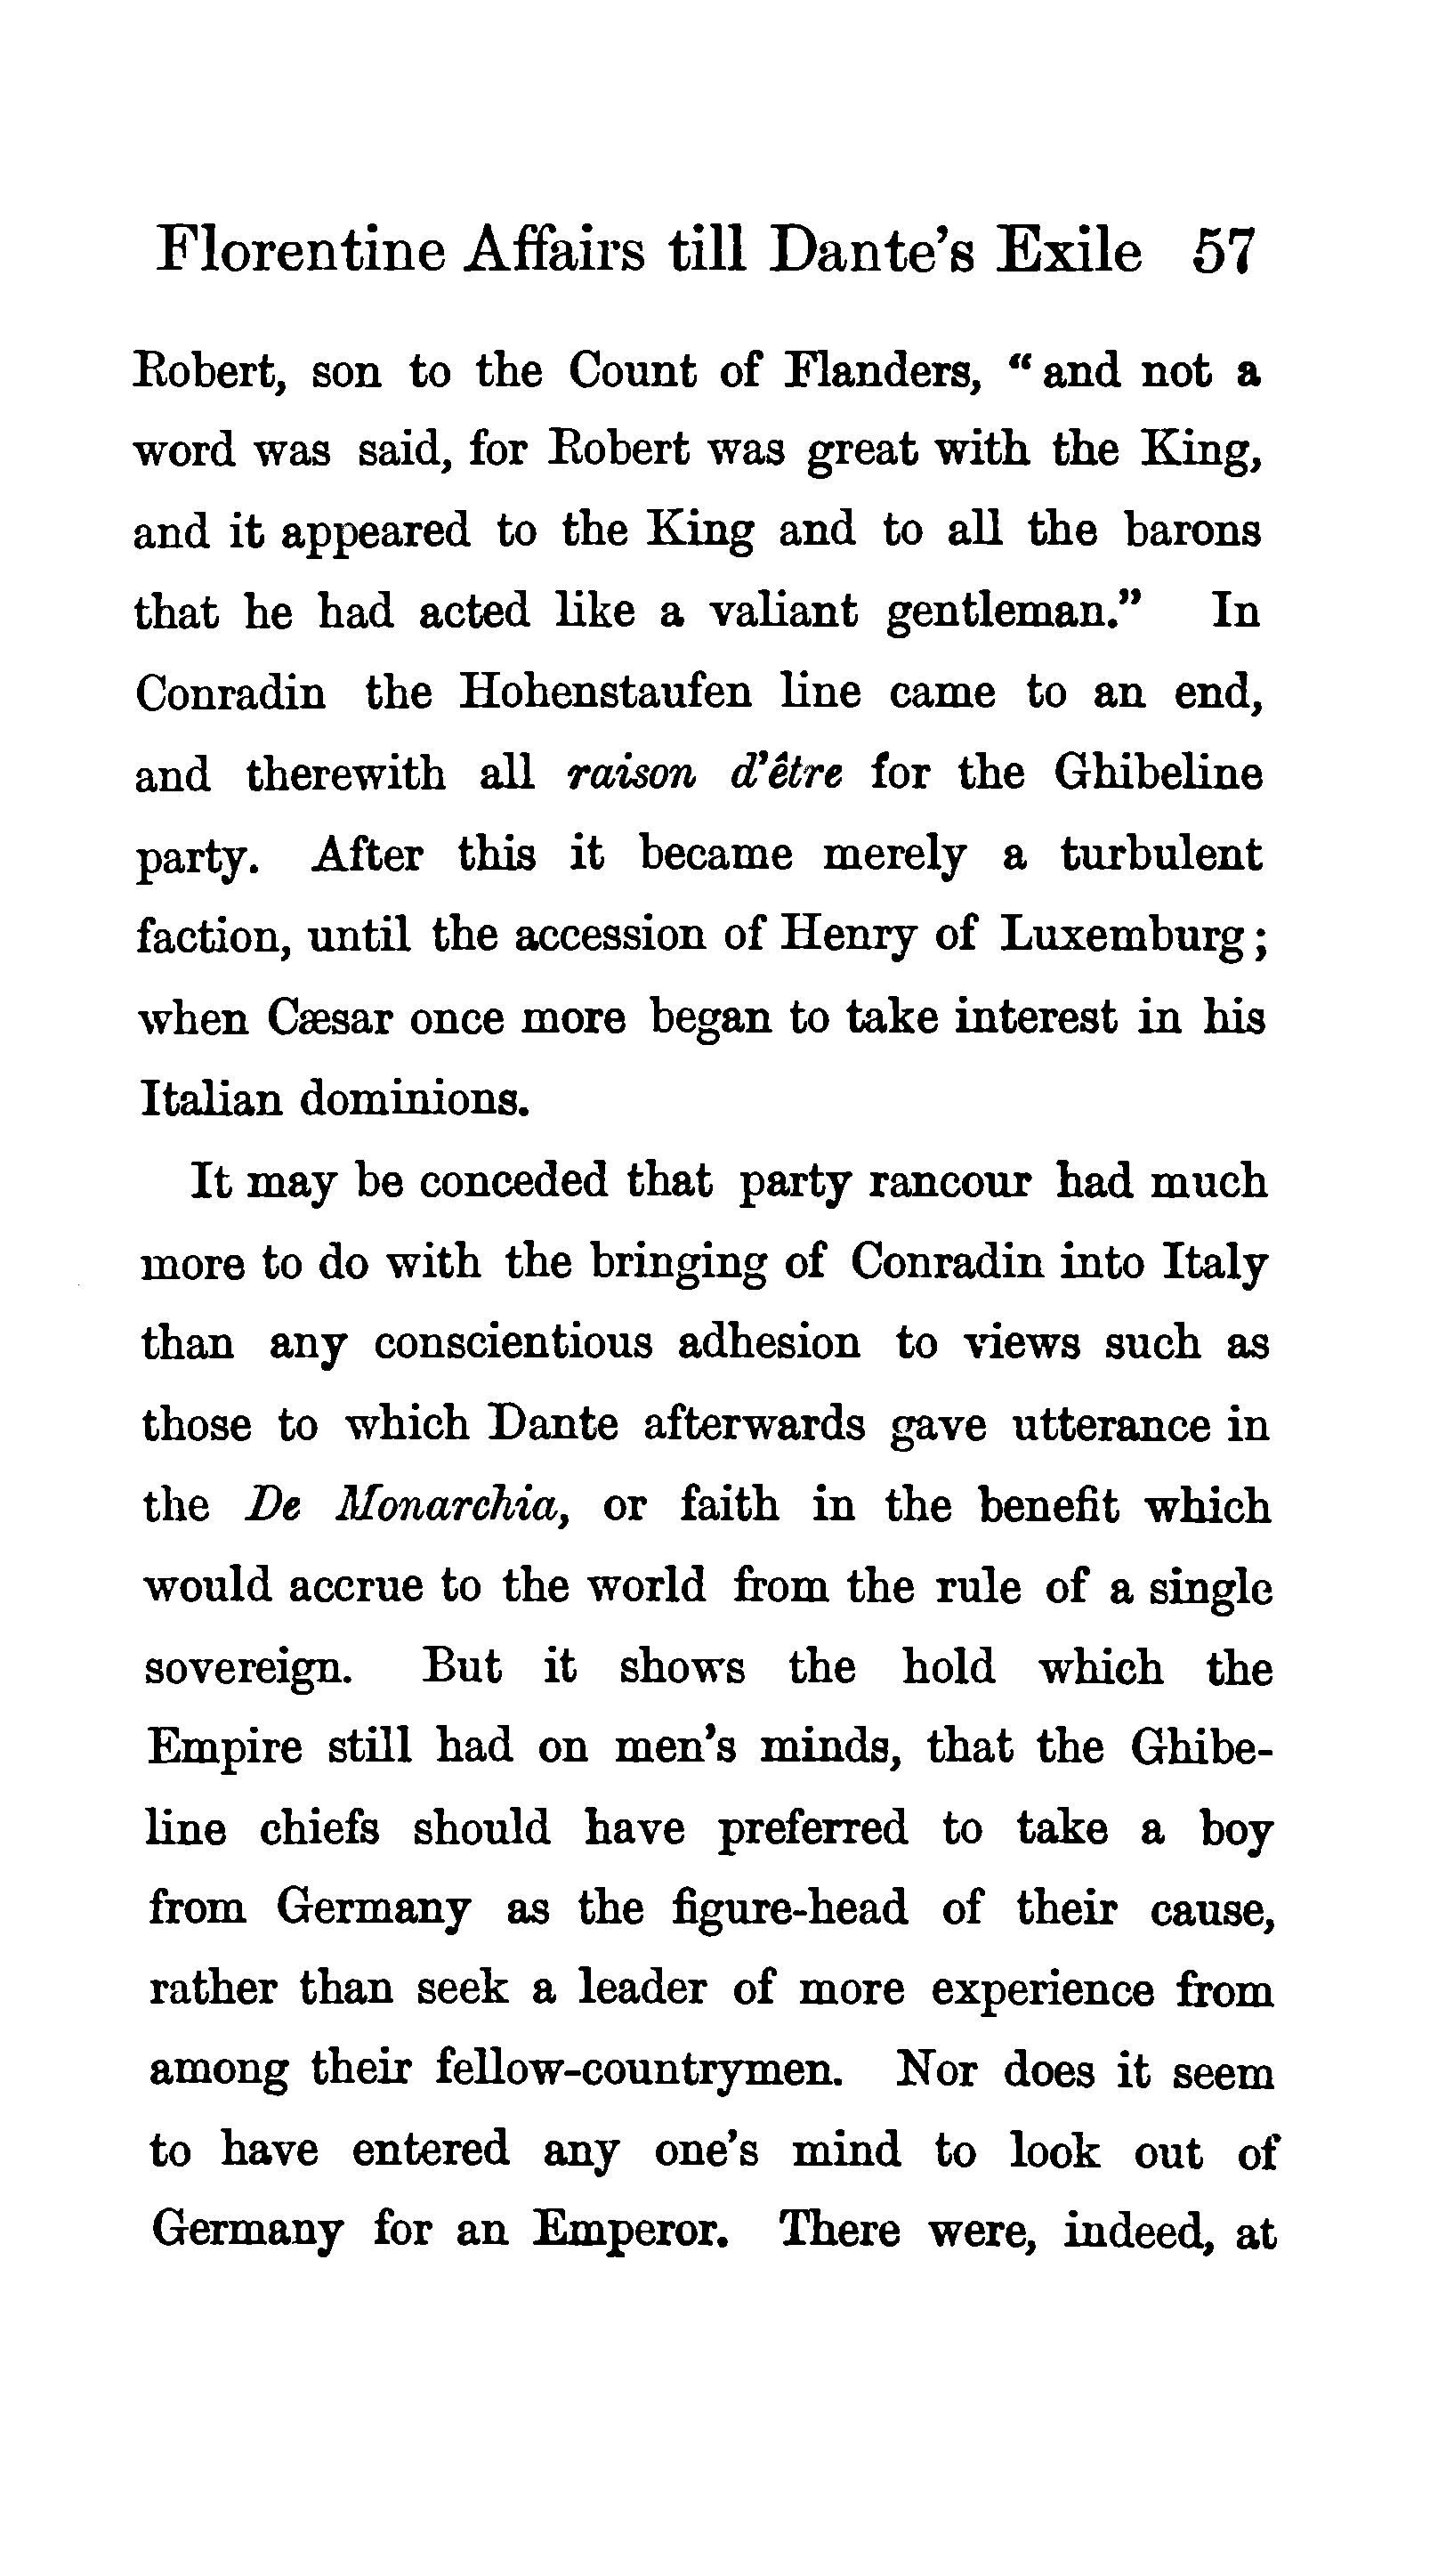 Florentine Affairs till Dante's Exile 57
Robert, son to the Count of Flanders, “ and not a
word was said, for Robert was great with the King,
and it appeared to the King and to all the barons
that he had acted like a valiant gentleman.” In
Conradin the Hohenstaufen line came to an end,
and therewith all raison d'être for the Ghibeline
party. After this it became merely a turbulent
faction, until the accession of Henry of Luxemburg;
when Cæsar once more began to take interest in his
Italian dominions.
It may be conceded that party rancour had much
more to do with the bringing of Conradin into Italy
than any conscientious adhesion to views such as
those to which Dante afterwards gave utterance in
the De Monarchia, or faith in the benefit which
would accrue to the world from the rule of a single
sovereign. But it shows the hold which the
Empire still had on men's minds, that the Ghibe-
line chiefs should have preferred to take a boy
from Germany as the figure-head of their cause,
rather than seek a leader of more experience from
among their fellow-countrymen. Nor does it seem
to have entered any one's mind to look out of
Germany for an Emperor. There were, indeed, at